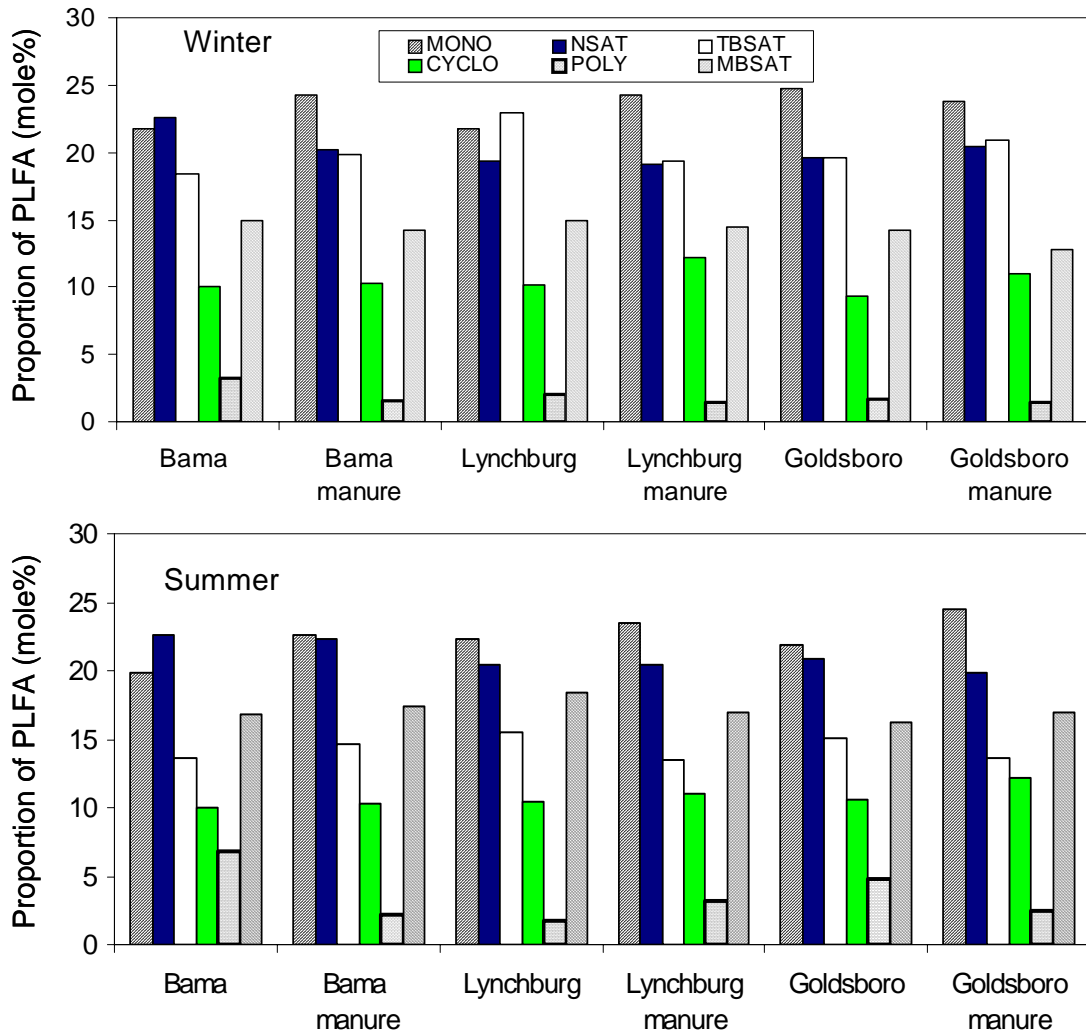 Winter
MONO NSAT TBSAT
CYCLO POLY MBSAT
Proportion of PLFA (mole%)
30
25
20
15
10
5
0
Bama Bama Lynchburg Lynchburg Goldsboro Goldsboro
manure manure manure
Summer
Proportion of PLFA (mole%)
30
25
20
15
10
5
0
Bama Bama Lynchburg Lynchburg Goldsboro Goldsboro
manure manure manure